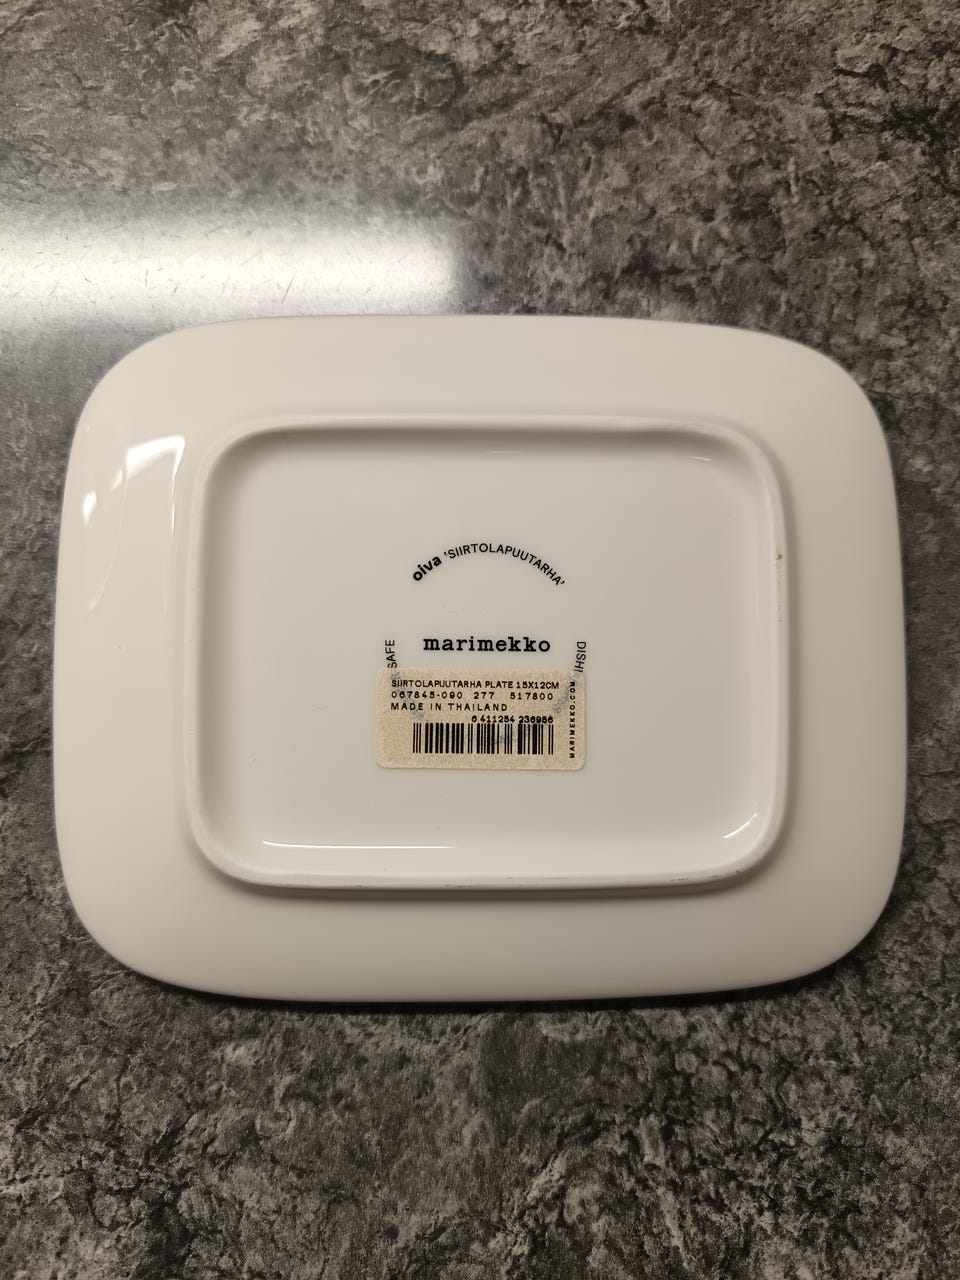 oiva 'SIIRTOLAPUUTARHA'
marimekko
SAFE
DISH
SIIRTOLAPUUTARHA PLATE 15X12CM
067845-090 277 517800
MADE IN THAILAND
6 411254 236956
MARIMEKKO.COM